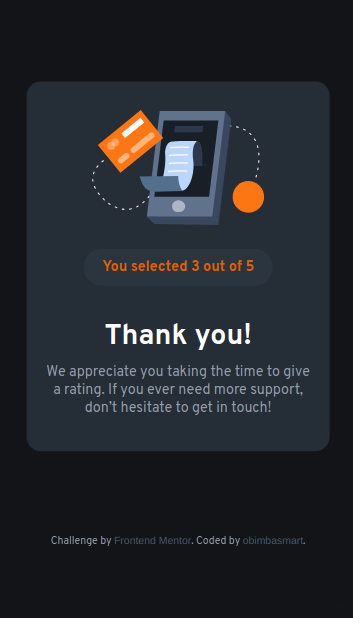 You selected 3 out of 5
Thank you!
We appreciate you taking the time to give
a rating. If you ever need more support,
don’t hesitate to get in touch!
Challenge by Frontend Mentor. Coded by obimbasmart.